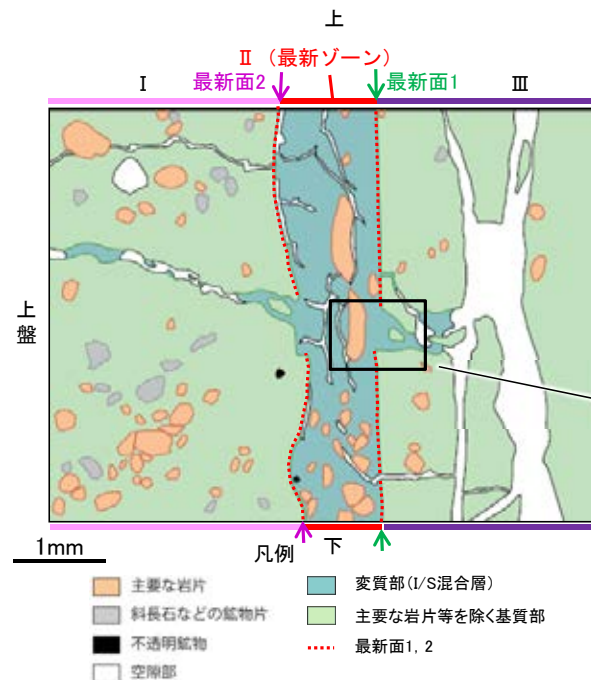 上
Ⅱ（最新ゾーン）
Ⅰ
最新面2
最新面1
Ⅲ
上盤
1mm
凡例
下
主要な岩片
斜長石などの鉱物片
不透明鉱物
空隙部
変質部(I/S混合層)
主要な岩片等を除く基質部
最新面1, 2